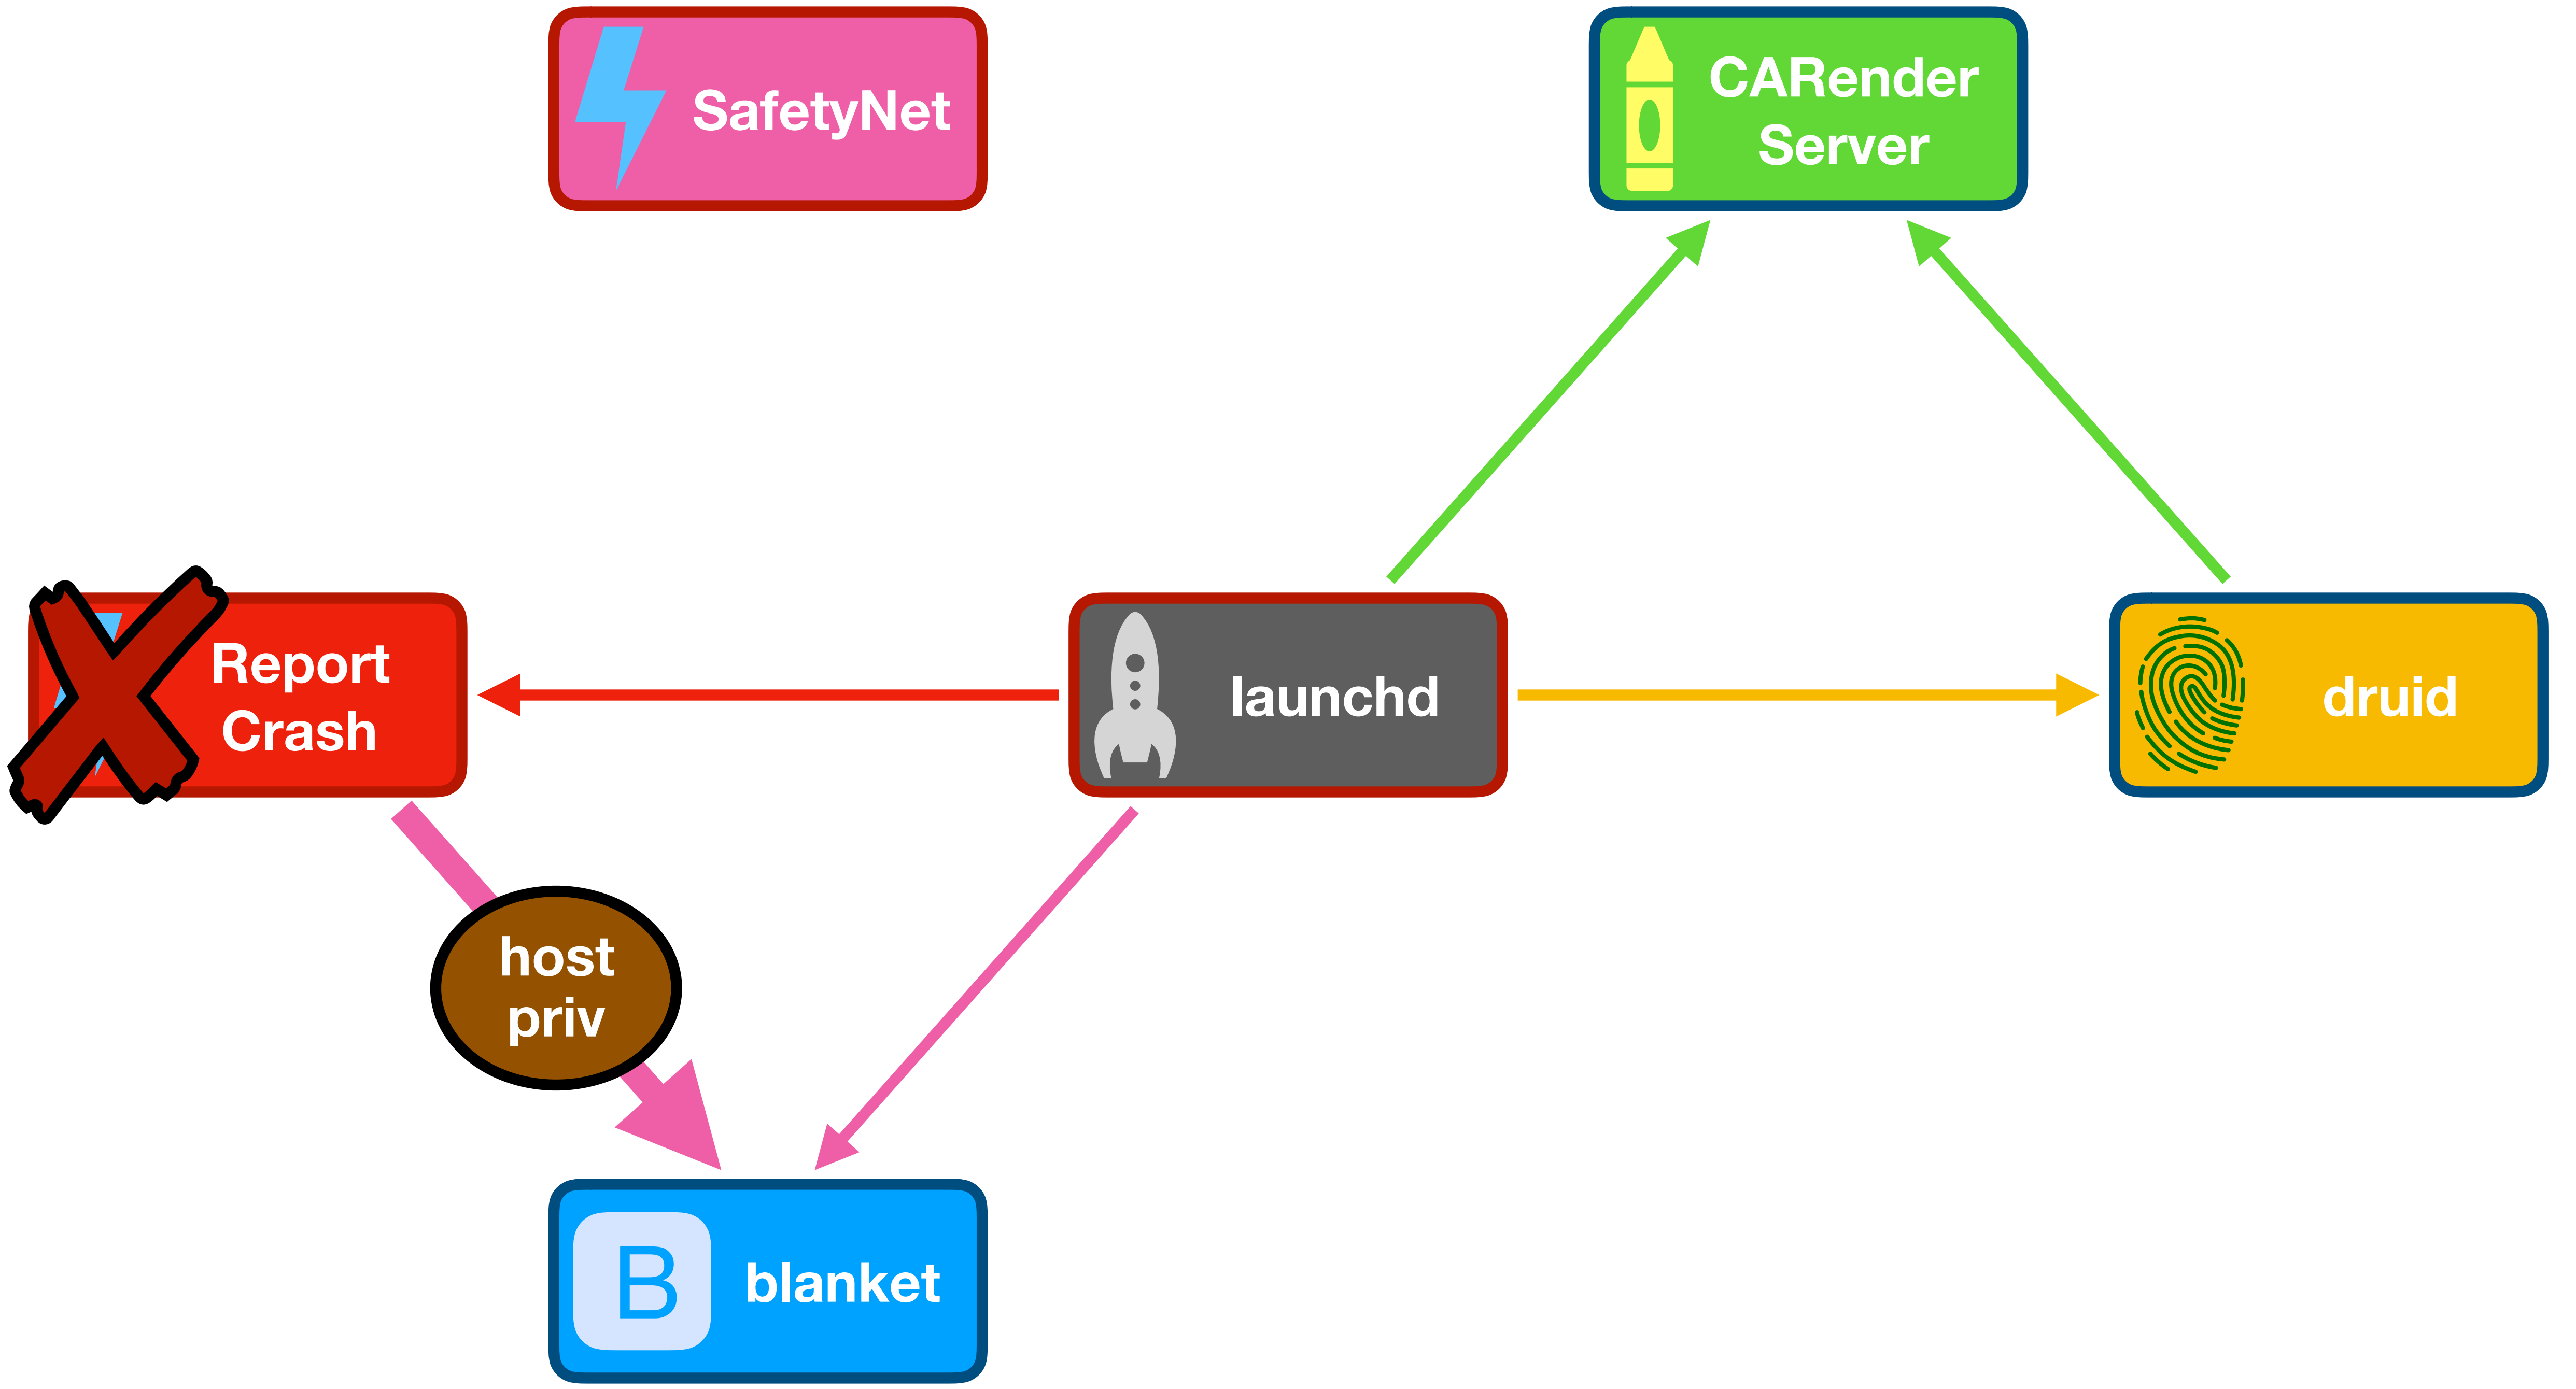 SafetyNet
CARender
Server
Report
Crash
launchd
druid
host
priv
B
blanket